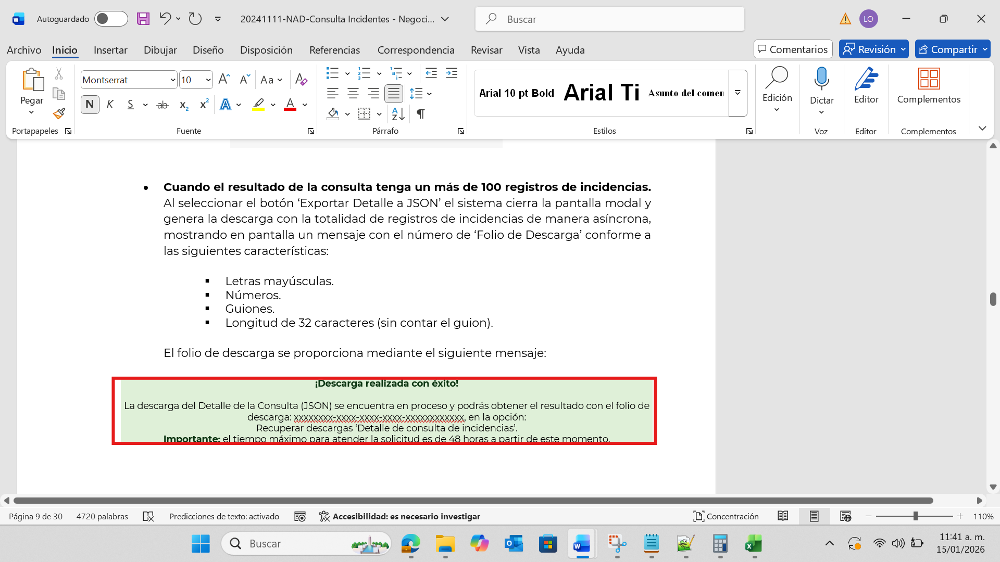 Autoguardado
20241111-NAD-Consulta Incidentes - Negoci...
Buscar
LO
Archivo Inicio Insertar Dibujar Diseño Disposición Referencias Correspondencia Revisar Vista Ayuda
Comentarios Revisión Compartir
Pegar
Portapapeles
Montserrat 10
Aa
N K S ab x₂ x² A A
Fuente
Párrafo
Arial 10 pt Bold Arial Ti Asunto del comen
Estilos
Edición
Dictar
Voz
Editor
Editor
Complementos
Complementos
• Cuando el resultado de la consulta tenga un más de 100 registros de incidencias.
Al seleccionar el botón ‘Exportar Detalle a JSON’ el sistema cierra la pantalla modal y
genera la descarga con la totalidad de registros de incidencias de manera asíncrona,
mostrando en pantalla un mensaje con el número de ‘Folio de Descarga’ conforme a
las siguientes características:
▪ Letras mayúsculas.
▪ Números.
▪ Guiones.
▪ Longitud de 32 caracteres (sin contar el guion).
El folio de descarga se proporciona mediante el siguiente mensaje:
¡Descarga realizada con éxito!
La descarga del Detalle de la Consulta (JSON) se encuentra en proceso y podrás obtener el resultado con el folio de
descarga: xxxxxxxx-xxxx-xxxx-xxxx-xxxxxxxxxxxx, en la opción:
Recuperar descargas ‘Detalle de consulta de incidencias’.
Importante: el tiempo máximo para atender la solicitud es de 48 horas a partir de este momento.
Página 9 de 30 4720 palabras Predicciones de texto: activado Accesibilidad: es necesario investigar Concentración 110%
Buscar
11:41 a. m.
15/01/2026